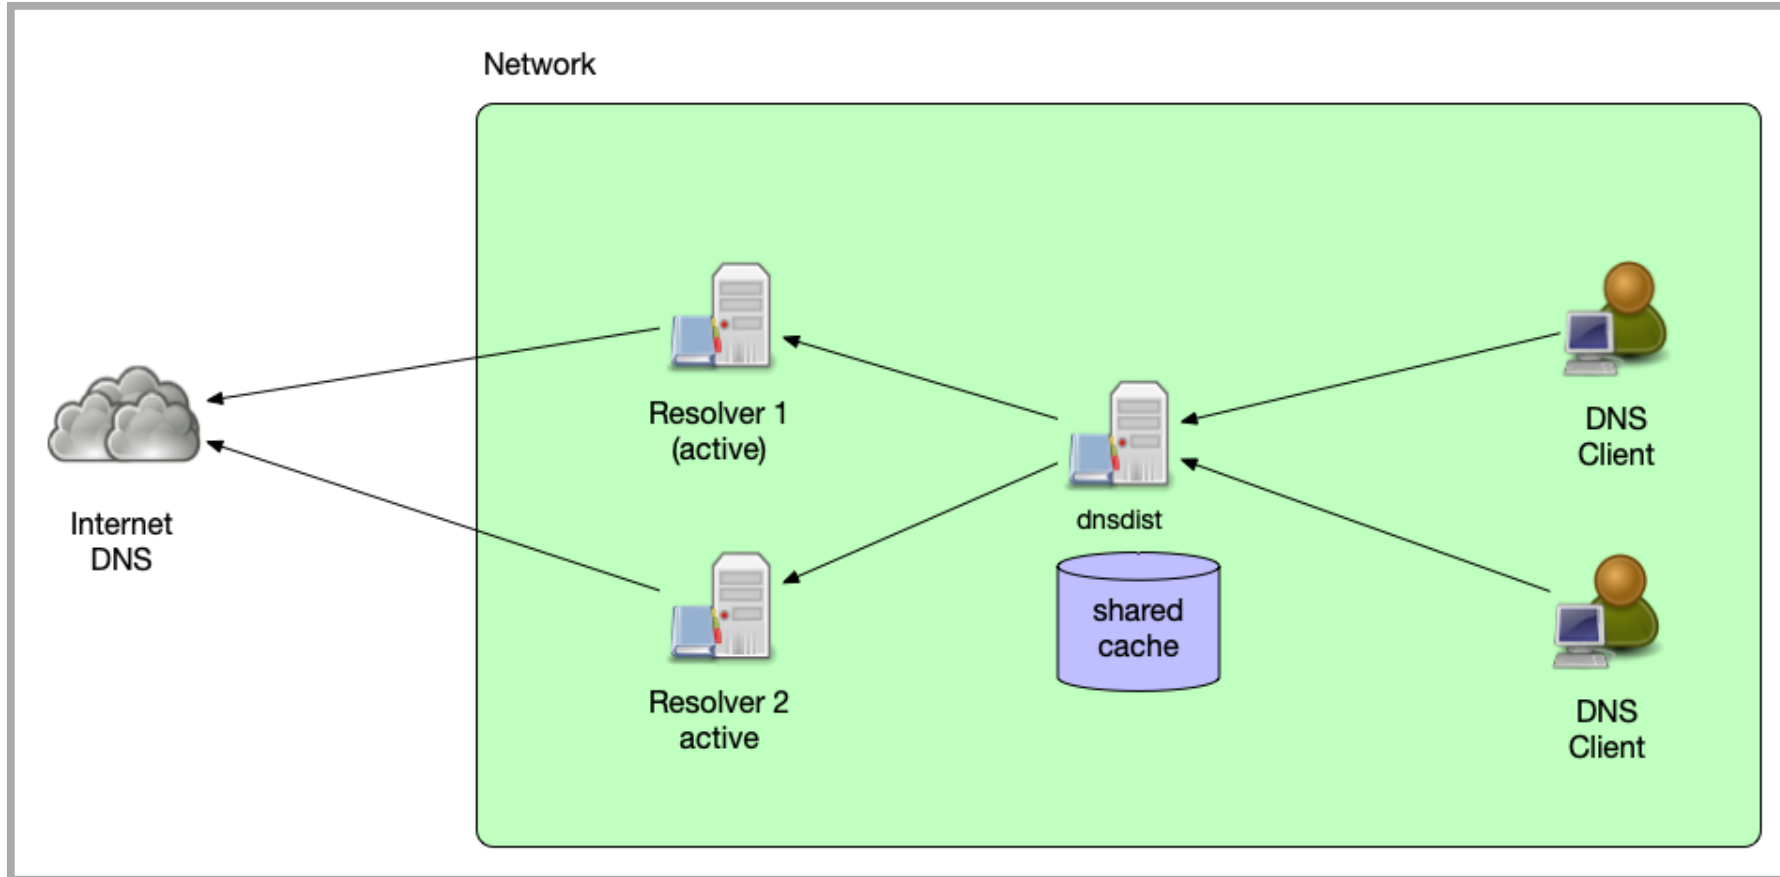 Network
Internet
DNS
Resolver 1
(active)
Resolver 2
active
dnsdist
shared
cache
DNS
Client
DNS
Client